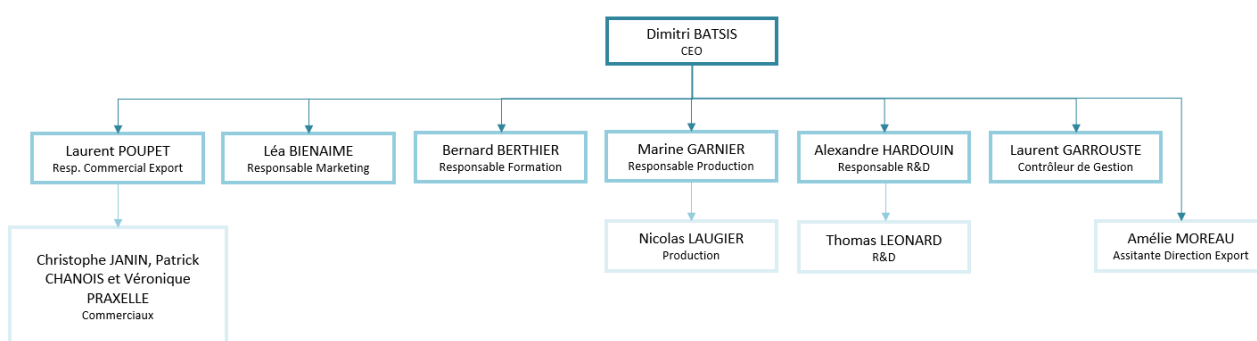 Dimitri BATSIS
CEO
Laurent POUPET
Resp. Commercial Export
Léa BIENAIME
Responsable Marketing
Bernard BERTHIER
Responsable Formation
Marine GARNIER
Responsable Production
Alexandre HARDOUIN
Responsable R&D
Laurent GARROUSTE
Contrôleur de Gestion
Christophe JANIN, Patrick
CHANOIS et Véronique
PRAXELLE
Commerciaux
Nicolas LAUGIER
Production
Thomas LEONARD
R&D
Amélie MOREAU
Assitante Direction Export